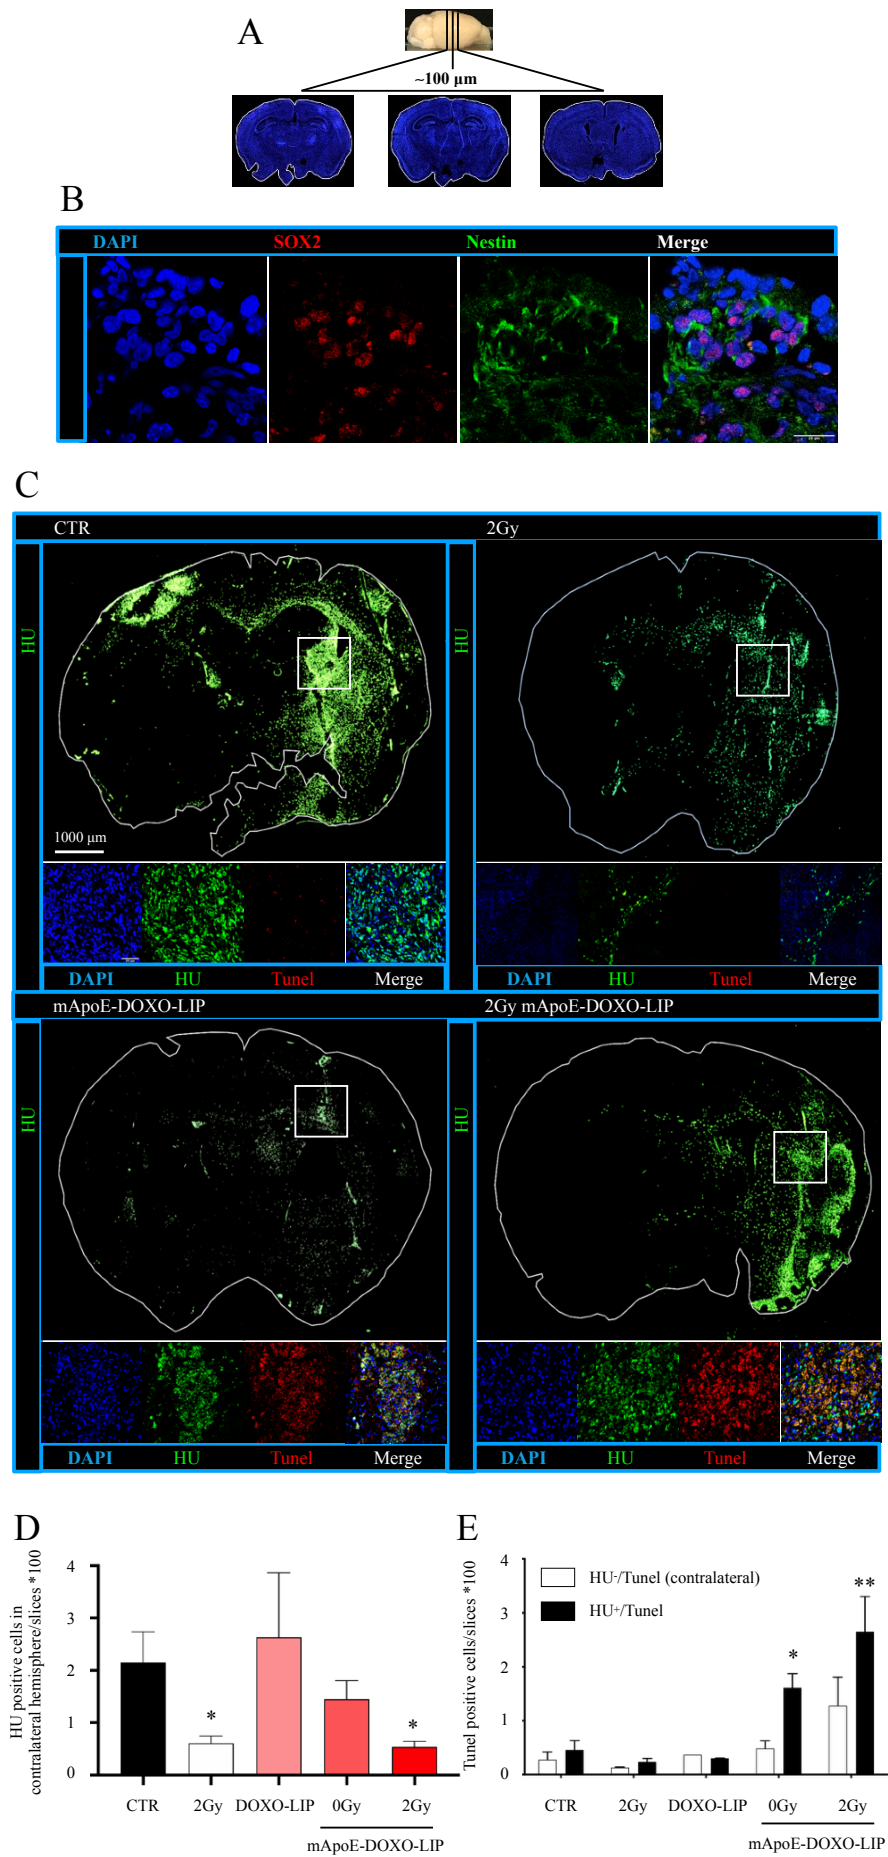 A
~100 µm
B
DAPI SOX2 Nestin Merge
C
CTR 2Gy
HU HU
1000 µm
DAPI HU Tunel Merge DAPI HU Tunel Merge
mApoE-DOXO-LIP 2Gy mApoE-DOXO-LIP
HU HU
DAPI HU Tunel Merge DAPI HU Tunel Merge
D
HU positive cells in
contralateral hemisphere/slices *100
4
3
2
1
0
* *
CTR 2Gy DOXO-LIP 0Gy 2Gy
mApoE-DOXO-LIP
E
Tunel positive cells/slices *100
4
3
2
1
0
HU-/Tunel (contralateral)
HU+/Tunel
* **
CTR 2Gy DOXO-LIP 0Gy 2Gy
mApoE-DOXO-LIP